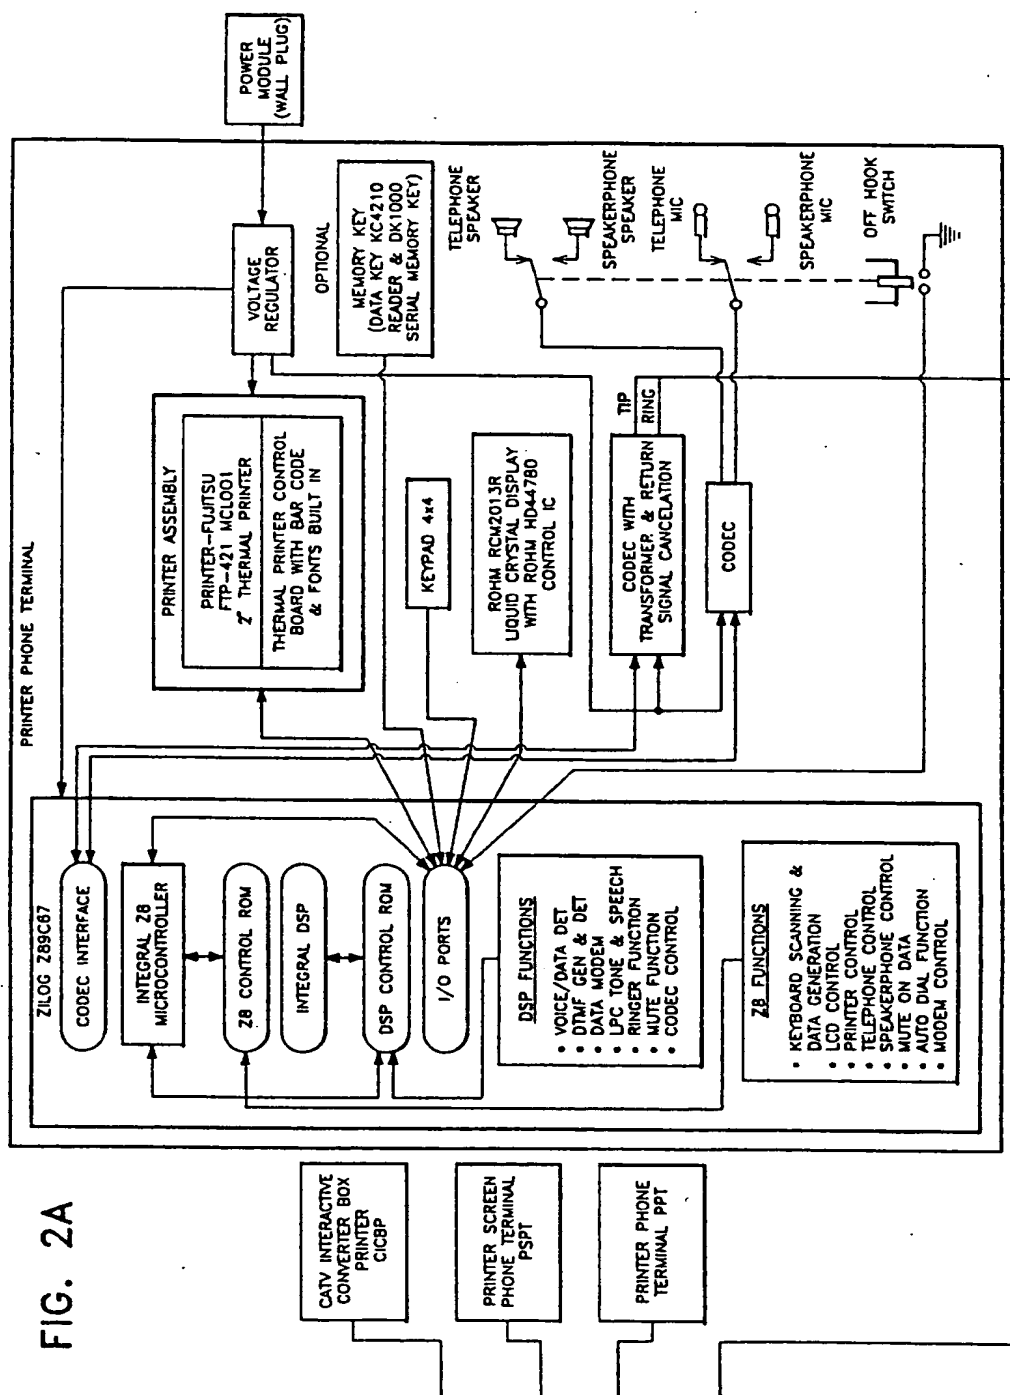 FIG. 2A
CATV INTERACTIVE
CONVERTER BOX
PRINTER
CICBP
PRINTER SCREEN
PHONE TERMINAL
PSPT
PRINTER PHONE
TERMINAL PPT
PRINTER PHONE TERMINAL
ZILOG Z89C67
CODEC INTERFACE
INTEGRAL Z8
MICROCONTROLLER
Z8 CONTROL ROM
INTEGRAL DSP
DSP CONTROL ROM
I/O PORTS
DSP FUNCTIONS
• VOICE/DATA DET
• DTMF GEN & DET
• DATA MODEM
• LPC TONE & SPEECH
• RINGER FUNCTION
• MUTE FUNCTION
• CODEC CONTROL
Z8 FUNCTIONS
• KEYBOARD SCANNING &
DATA GENERATION
• LCD CONTROL
• PRINTER CONTROL
• TELEPHONE CONTROL
• SPEAKERPHONE CONTROL
• MUTE ON DATA
• AUTO DIAL FUNCTION
• MODEM CONTROL
PRINTER ASSEMBLY
PRINTER-FUJITSU
FTP-421 MCL001
2" THERMAL PRINTER
THERMAL PRINTER CONTROL
BOARD WITH BAR CODE
& FONTS BUILT IN
KEYPAD 4x4
ROHM RCM2013R
LIQUID CRYSTAL DISPLAY
WITH ROHM HD44780
CONTROL IC
CODEC WITH
TRANSFORMER & RETURN
SIGNAL CANCELATION
CODEC
TIP
RING
VOLTAGE
REGULATOR
OPTIONAL
MEMORY KEY
(DATA KEY KC4210
READER & DK1000
SERIAL MEMORY KEY)
TELEPHONE
SPEAKER
SPEAKERPHONE
SPEAKER
TELEPHONE
MIC
SPEAKERPHONE
MIC
OFF HOOK
SWITCH
POWER
MODULE
(WALL PLUG)